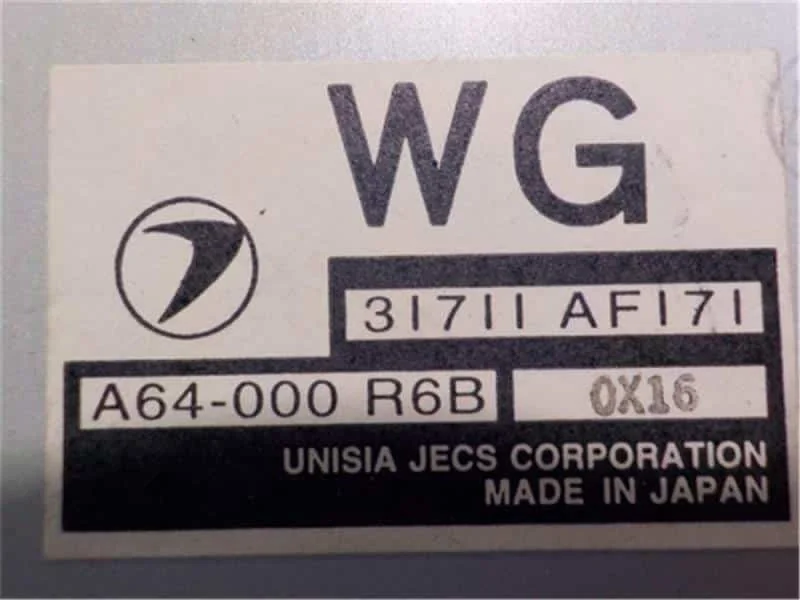 WG
31711 AF171
A64-000 R6B 0X16
UNISIA JECS CORPORATION
MADE IN JAPAN